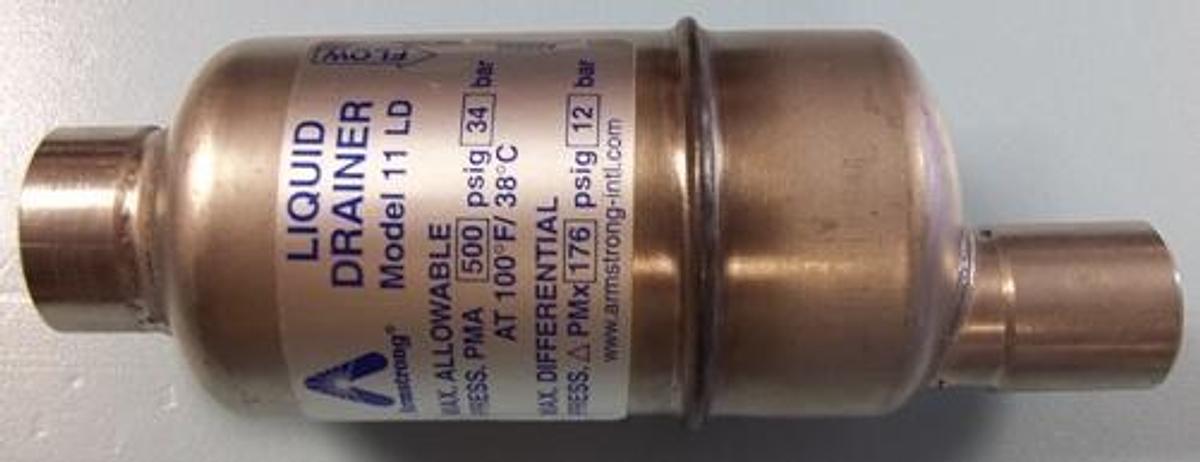 FLOW
LIQUID
DRAINER
Model 11 LD
Armstrong®
MAX. ALLOWABLE
PRESS. PMA 500 psig 34 bar
AT 100°F/38°C
MAX. DIFFERENTIAL
PRESS. △ PMx 176 psig 12 bar
www.armstrong-intl.com